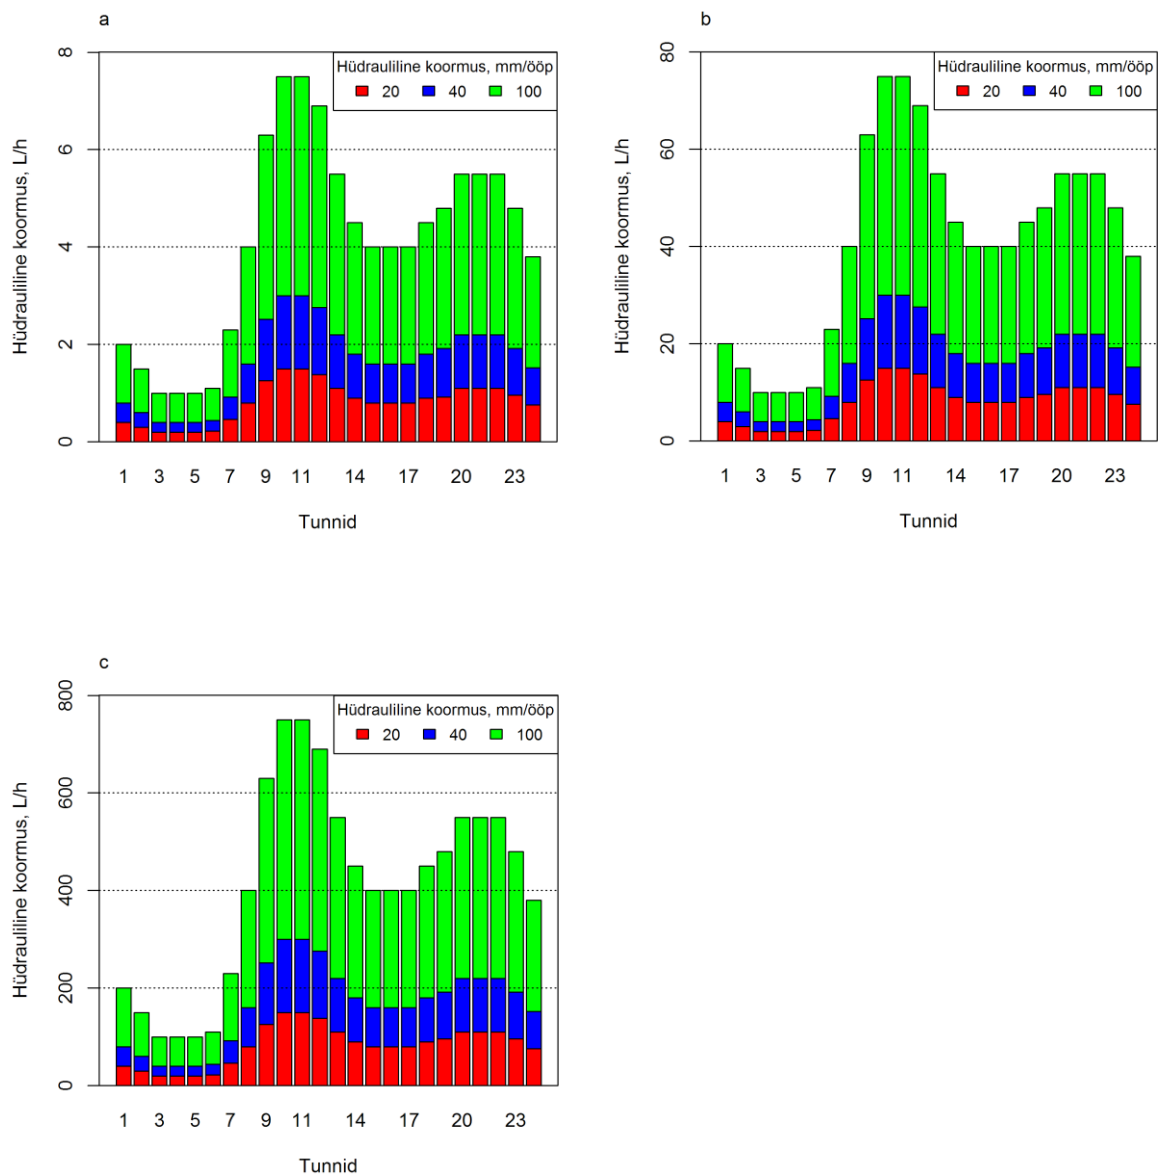 a
Hüdrauliline koormus, mm/ööp
20 40 100
Hüdrauliline koormus, L/h
8
6
4
2
0
1 3 5 7 9 11 14 17 20 23
Tunnid
b
Hüdrauliline koormus, mm/ööp
20 40 100
Hüdrauliline koormus, L/h
80
60
40
20
0
1 3 5 7 9 11 14 17 20 23
Tunnid
c
Hüdrauliline koormus, mm/ööp
20 40 100
Hüdrauliline koormus, L/h
800
600
400
200
0
1 3 5 7 9 11 14 17 20 23
Tunnid